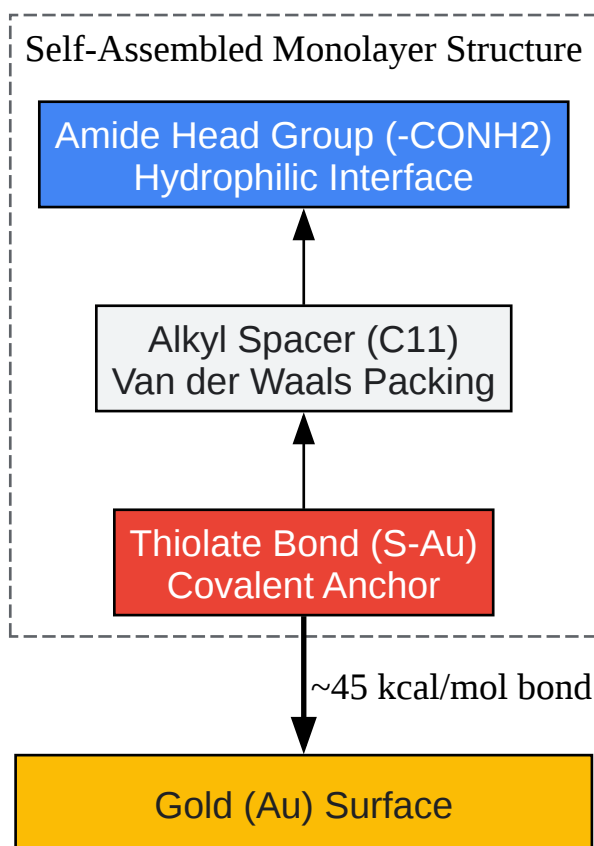 Self-Assembled Monolayer Structure
Amide Head Group (-CONH2)
Hydrophilic Interface
Alkyl Spacer (C11)
Van der Waals Packing
Thiolate Bond (S-Au)
Covalent Anchor
~45 kcal/mol bond
Gold (Au) Surface